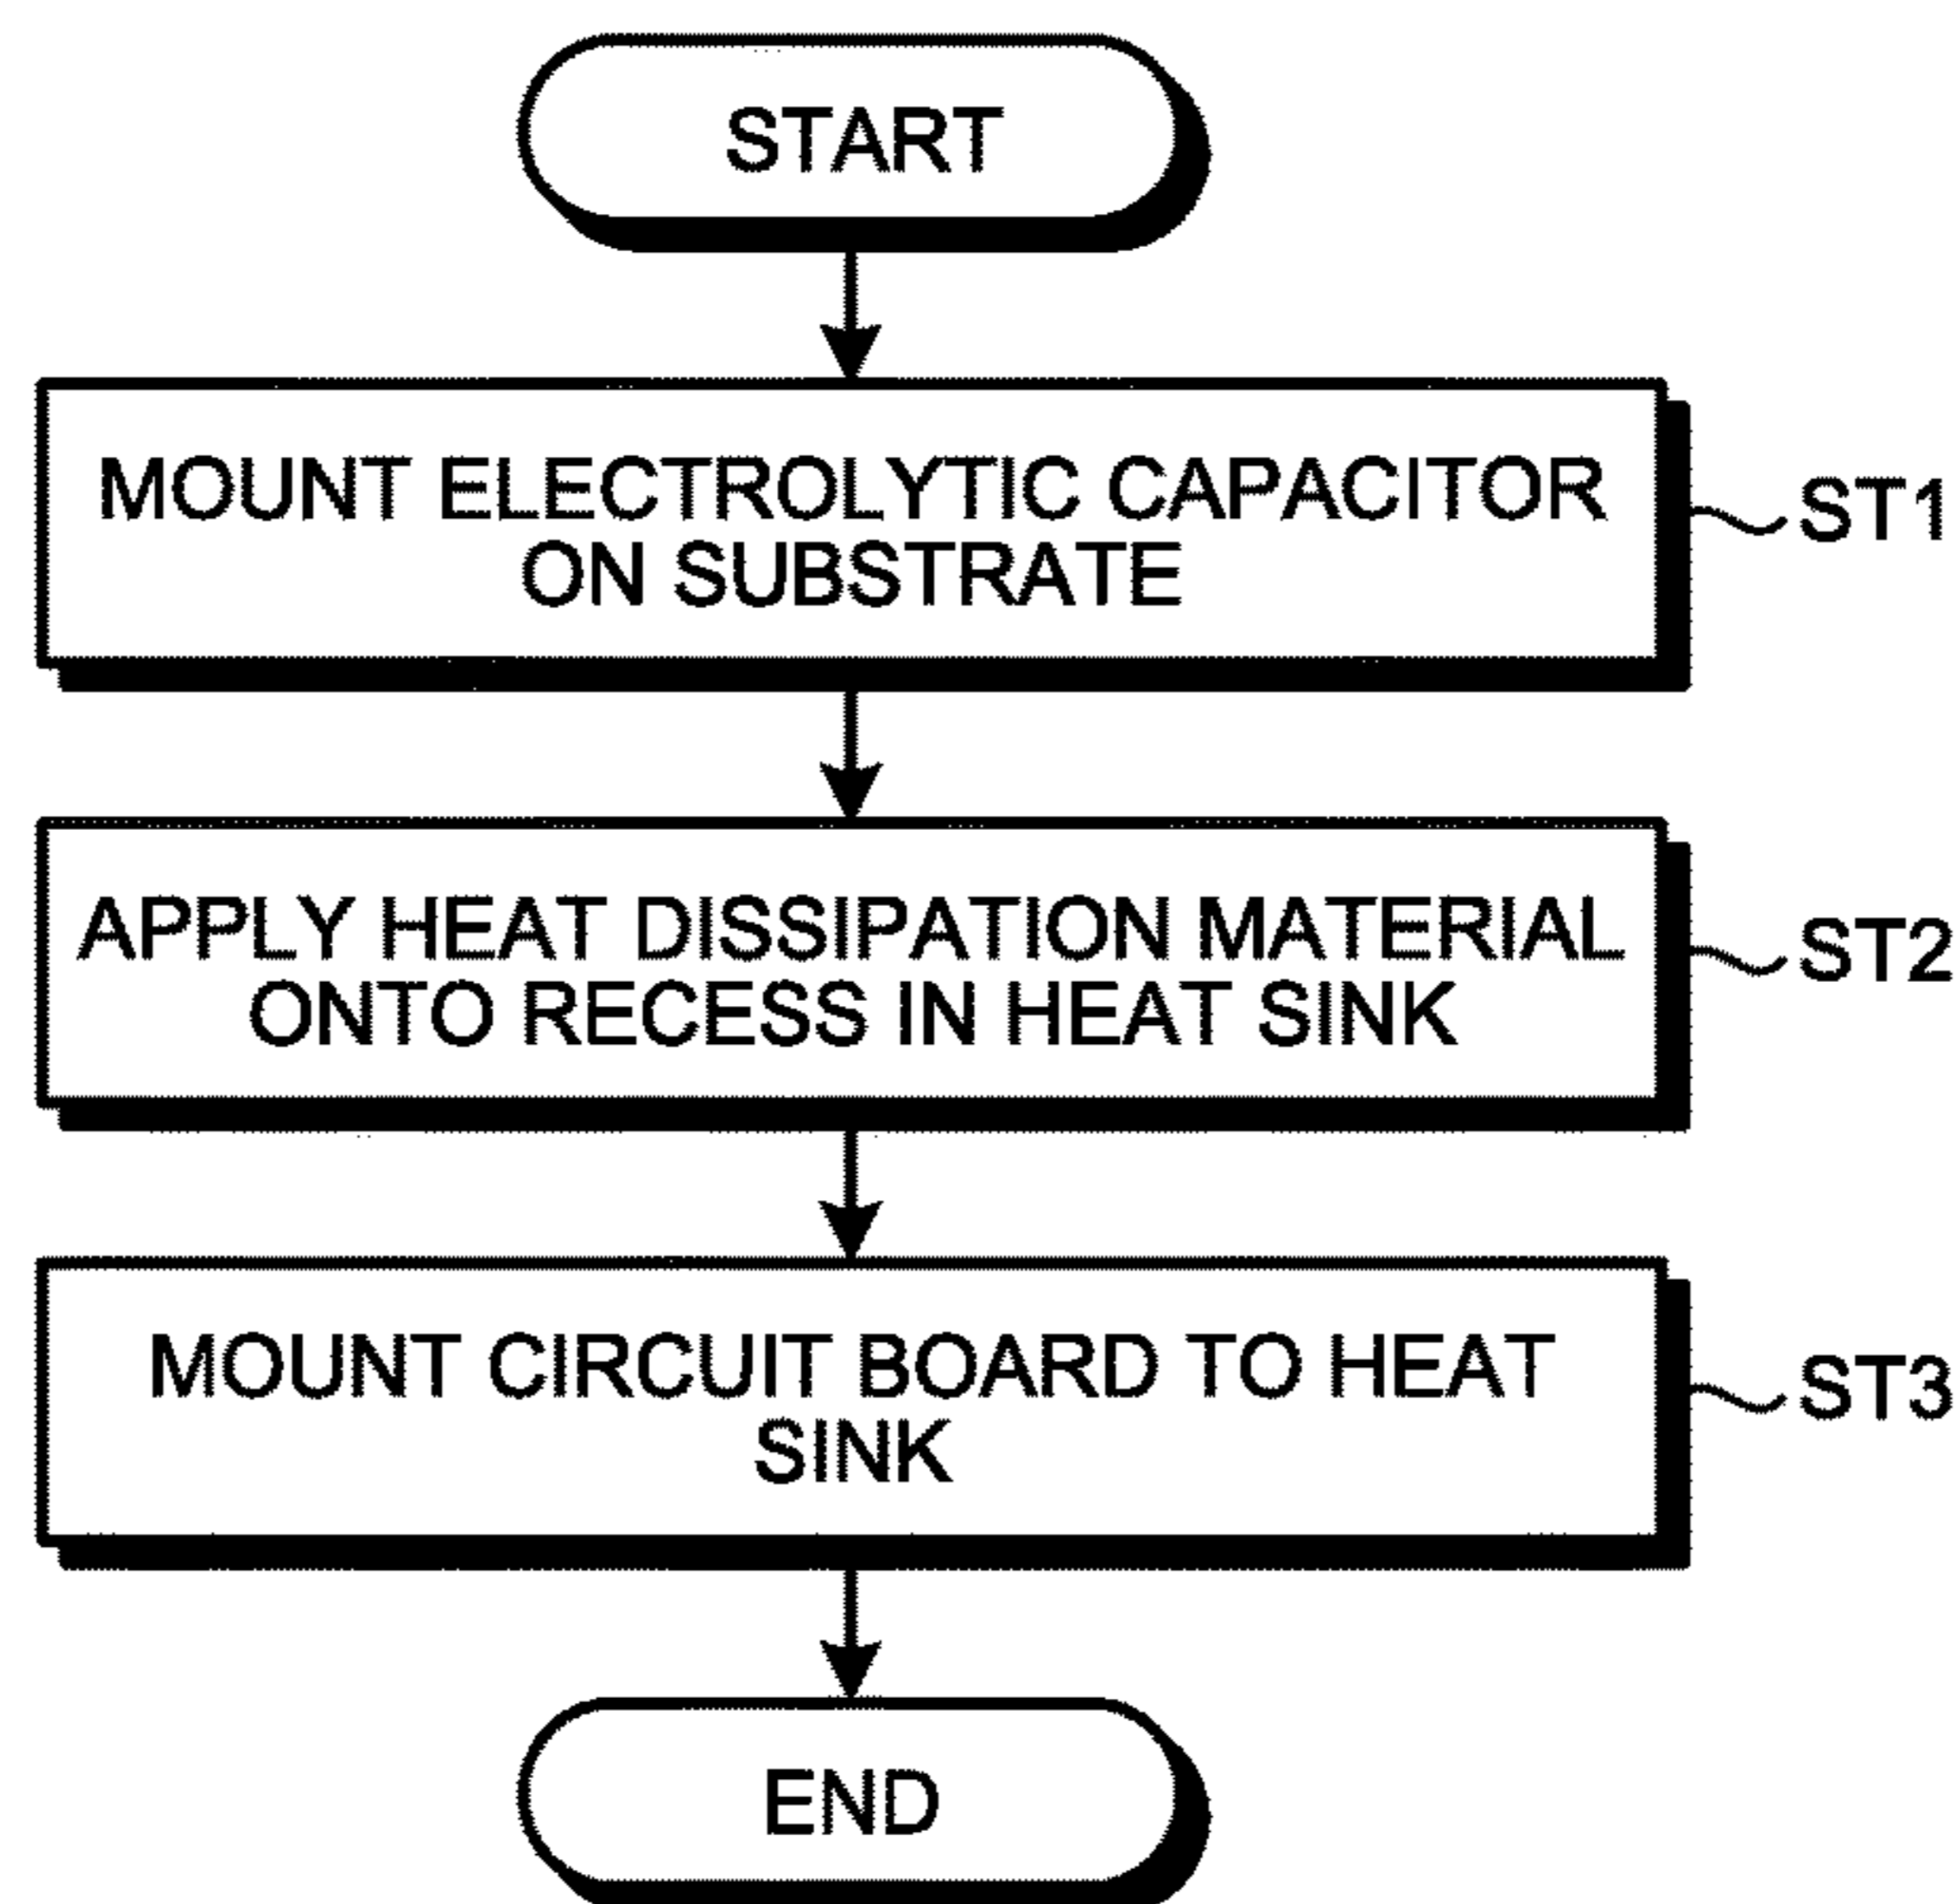 START
MOUNT ELECTROLYTIC CAPACITOR
ON SUBSTRATE
ST1
APPLY HEAT DISSIPATION MATERIAL
ONTO RECESS IN HEAT SINK
ST2
MOUNT CIRCUIT BOARD TO HEAT
SINK
ST3
END